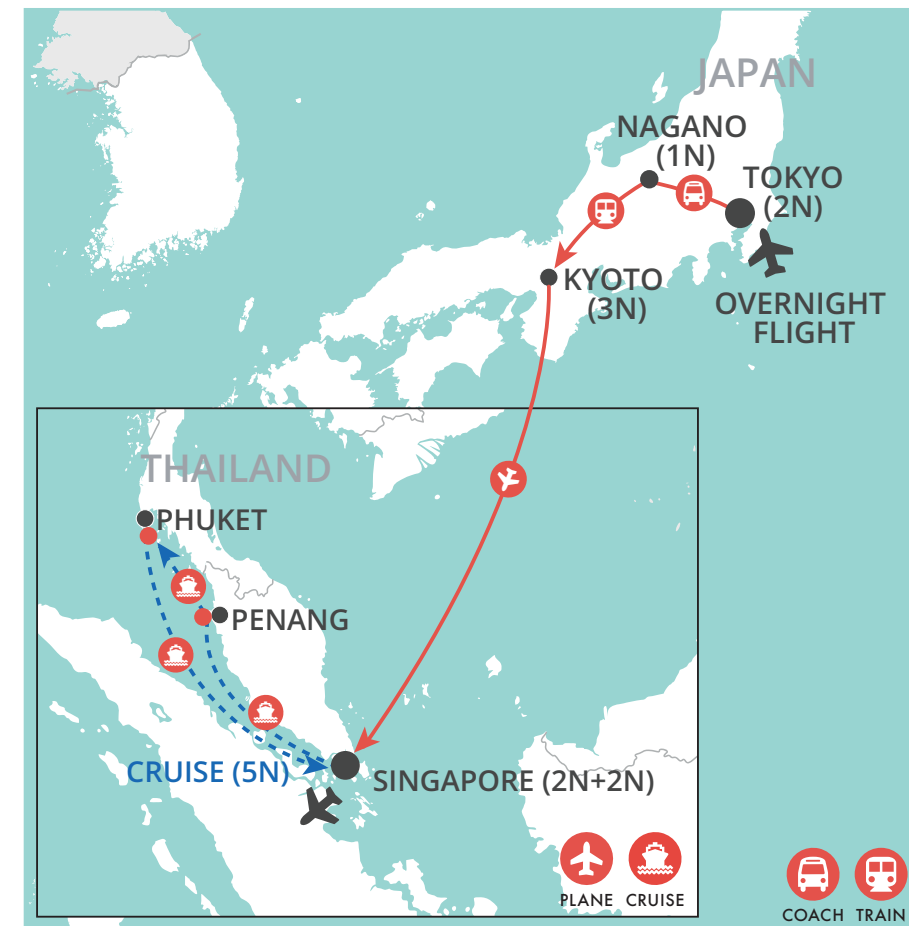 JAPAN
NAGANO
(1N)
TOKYO
(2N)
KYOTO
(3N)
OVERNIGHT
FLIGHT
THAILAND
PHUKET
PENANG
CRUISE (5N)
SINGAPORE (2N+2N)
PLANE CRUISE
COACH TRAIN